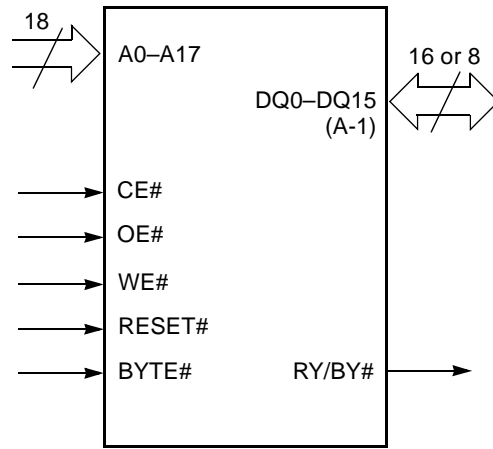 18
A0–A17
16 or 8
DQ0–DQ15
(A-1)
CE#
OE#
WE#
RESET#
BYTE#
RY/BY#